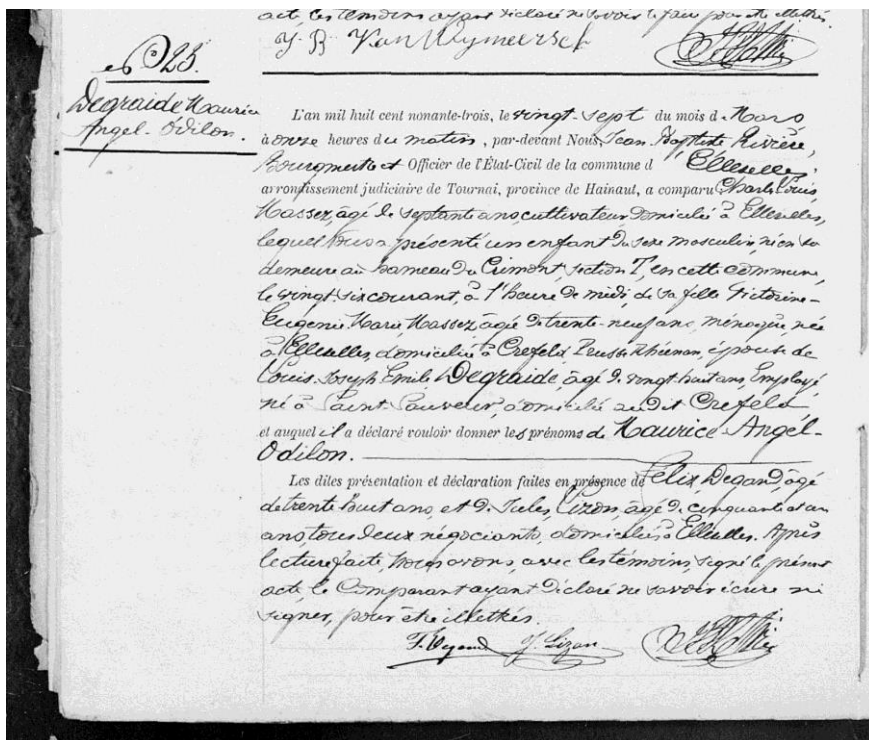 act, les témoins ayant déclaré ne savoir le faire pour être illettrés.
J. B. Van Wymeersch
N° 25.
Degraide Maurice
Angel-Odilon.
L'an mil huit cent nonante-trois, le vingt-sept du mois d e Mars
à onze heures du matin, par-devant Nous, Jean Baptiste Rivière,
Bourgmestre et Officier de l'État-Civil de la commune d Ellezelles,
arrondissement judiciaire de Tournai, province de Hainaut, a comparu Charles Louis
Massez, âgé de septante ans, cultivateur, domicilié à Ellezelles,
lequel nous a présenté un enfant du sexe masculin, né en sa
demeure au hameau du Crimont, section I, en cette commune,
le vingt-six courant, à l'heure de midi, de sa fille Victorine-
Eugenie Marie Massez, âgée de trente-neuf ans, ménagère, née
à Ellezelles, domiciliée à Crefeld Prusse Rhénan, épouse de
Louis Joseph Emile Degraide, âgé de vingt-huit ans, Employé
né à Saint-Sauveur, domicilié audit Crefeld
et auquel il a déclaré vouloir donner les prénoms de Maurice-Angel-
Odilon.
Les dites présentation et déclaration faites en présence de Félix Degand, âgé
de trente huit ans, et de Jules Lizon, âgé de cinquante et un
ans, tous deux négociants, domiciliés à Ellezelles. Après
lecture faite, nous avons, avec les témoins, signé le présent
acte, le Comparant ayant déclaré ne savoir écrire ni
signer, pour être illettrés.
F. Degand J. Lizon